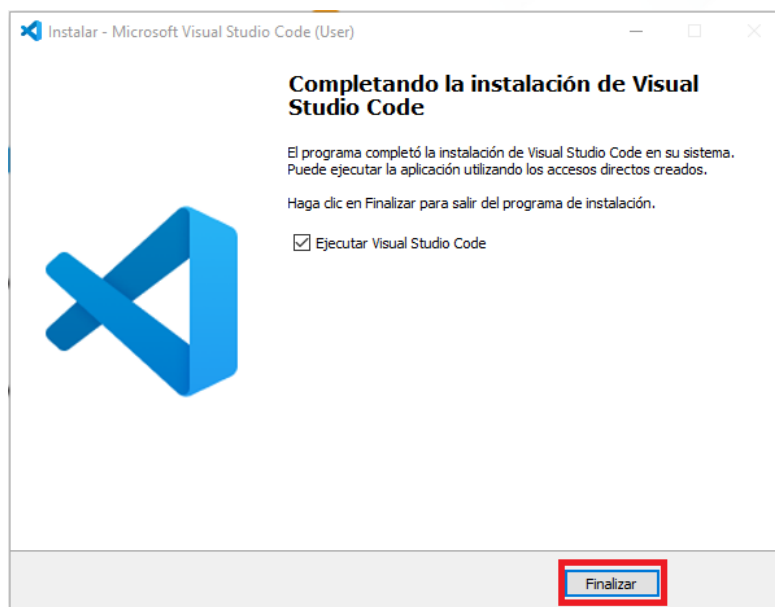 Instalar - Microsoft Visual Studio Code (User)
Completando la instalación de Visual
Studio Code
El programa completó la instalación de Visual Studio Code en su sistema.
Puede ejecutar la aplicación utilizando los accesos directos creados.
Haga clic en Finalizar para salir del programa de instalación.
Ejecutar Visual Studio Code
Finalizar